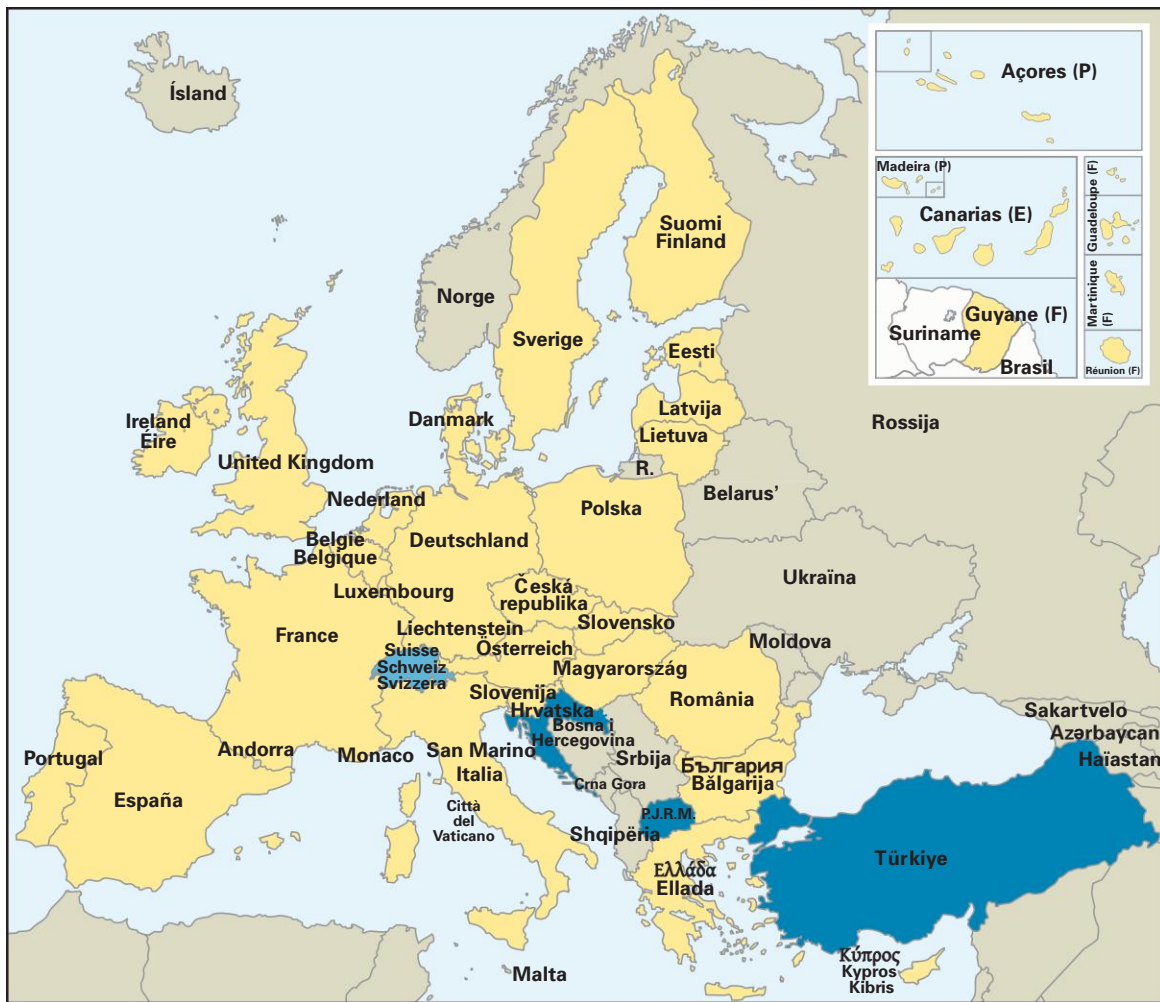 Ísland
Norge
Sverige
Suomi
Finland
Eesti
Latvija
Lietuva
R.
Danmark
Ireland
Éire
United Kingdom
Nederland
België
Belgique
Luxembourg
Deutschland
Polska
Belarus’
Rossija
Ukraïna
Moldova
Česká
republika
Slovensko
Liechtenstein
Österreich
Magyarország
France
Suisse
Schweiz
Svizzera
Slovenija
Hrvatska
Bosna i
Hercegovina
România
Srbija
Crna Gora
България
Bălgarija
P.J.R.M.
Shqipëria
Portugal
España
Andorra
Monaco
San Marino
Italia
Città
del
Vaticano
Ελλάδα
Ellada
Türkiye
Malta
Κύπρος
Kypros
Kibris
Sakartvelo
Azərbaycan
Haïastan
Açores (P)
Madeira (P)
Canarias (E)
Guadeloupe (F)
Martinique
(F)
Réunion (F)
Guyane (F)
Suriname
Brasil